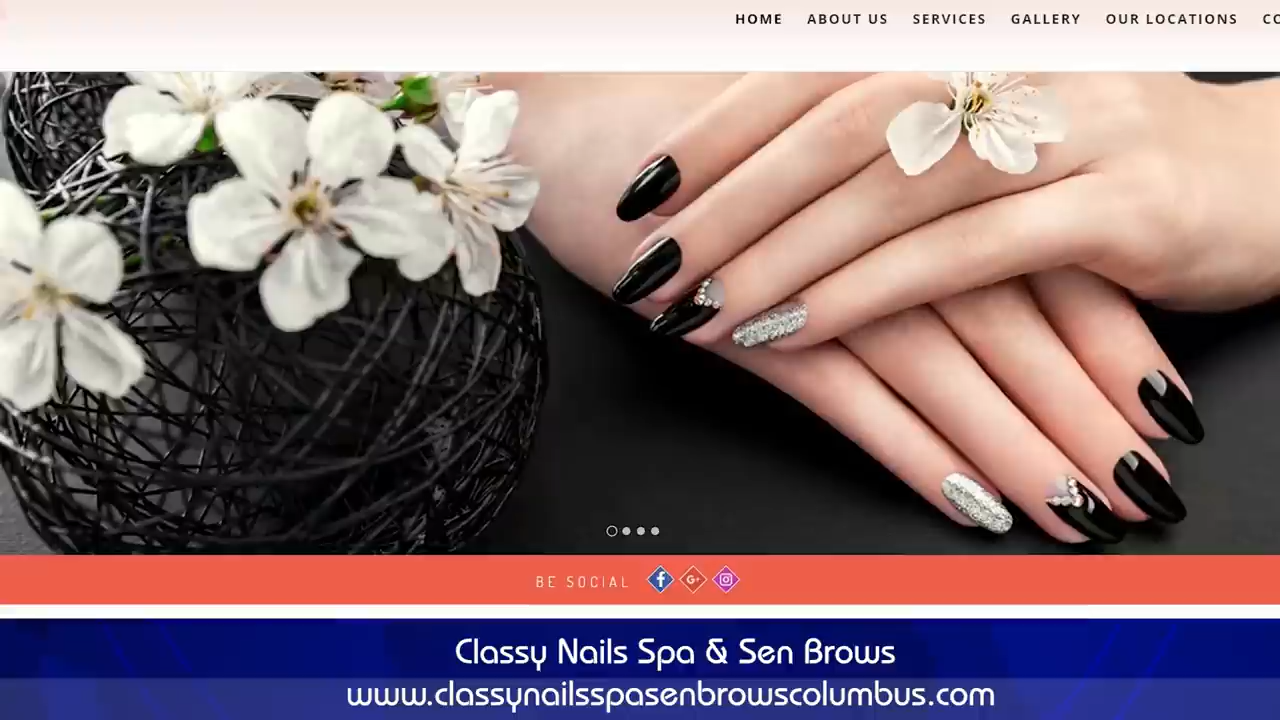 HOME ABOUT US SERVICES GALLERY OUR LOCATIONS
BE SOCIAL
Classy Nails Spa & Sen Brows
www.classynailsspasenbrowscolumbus.com